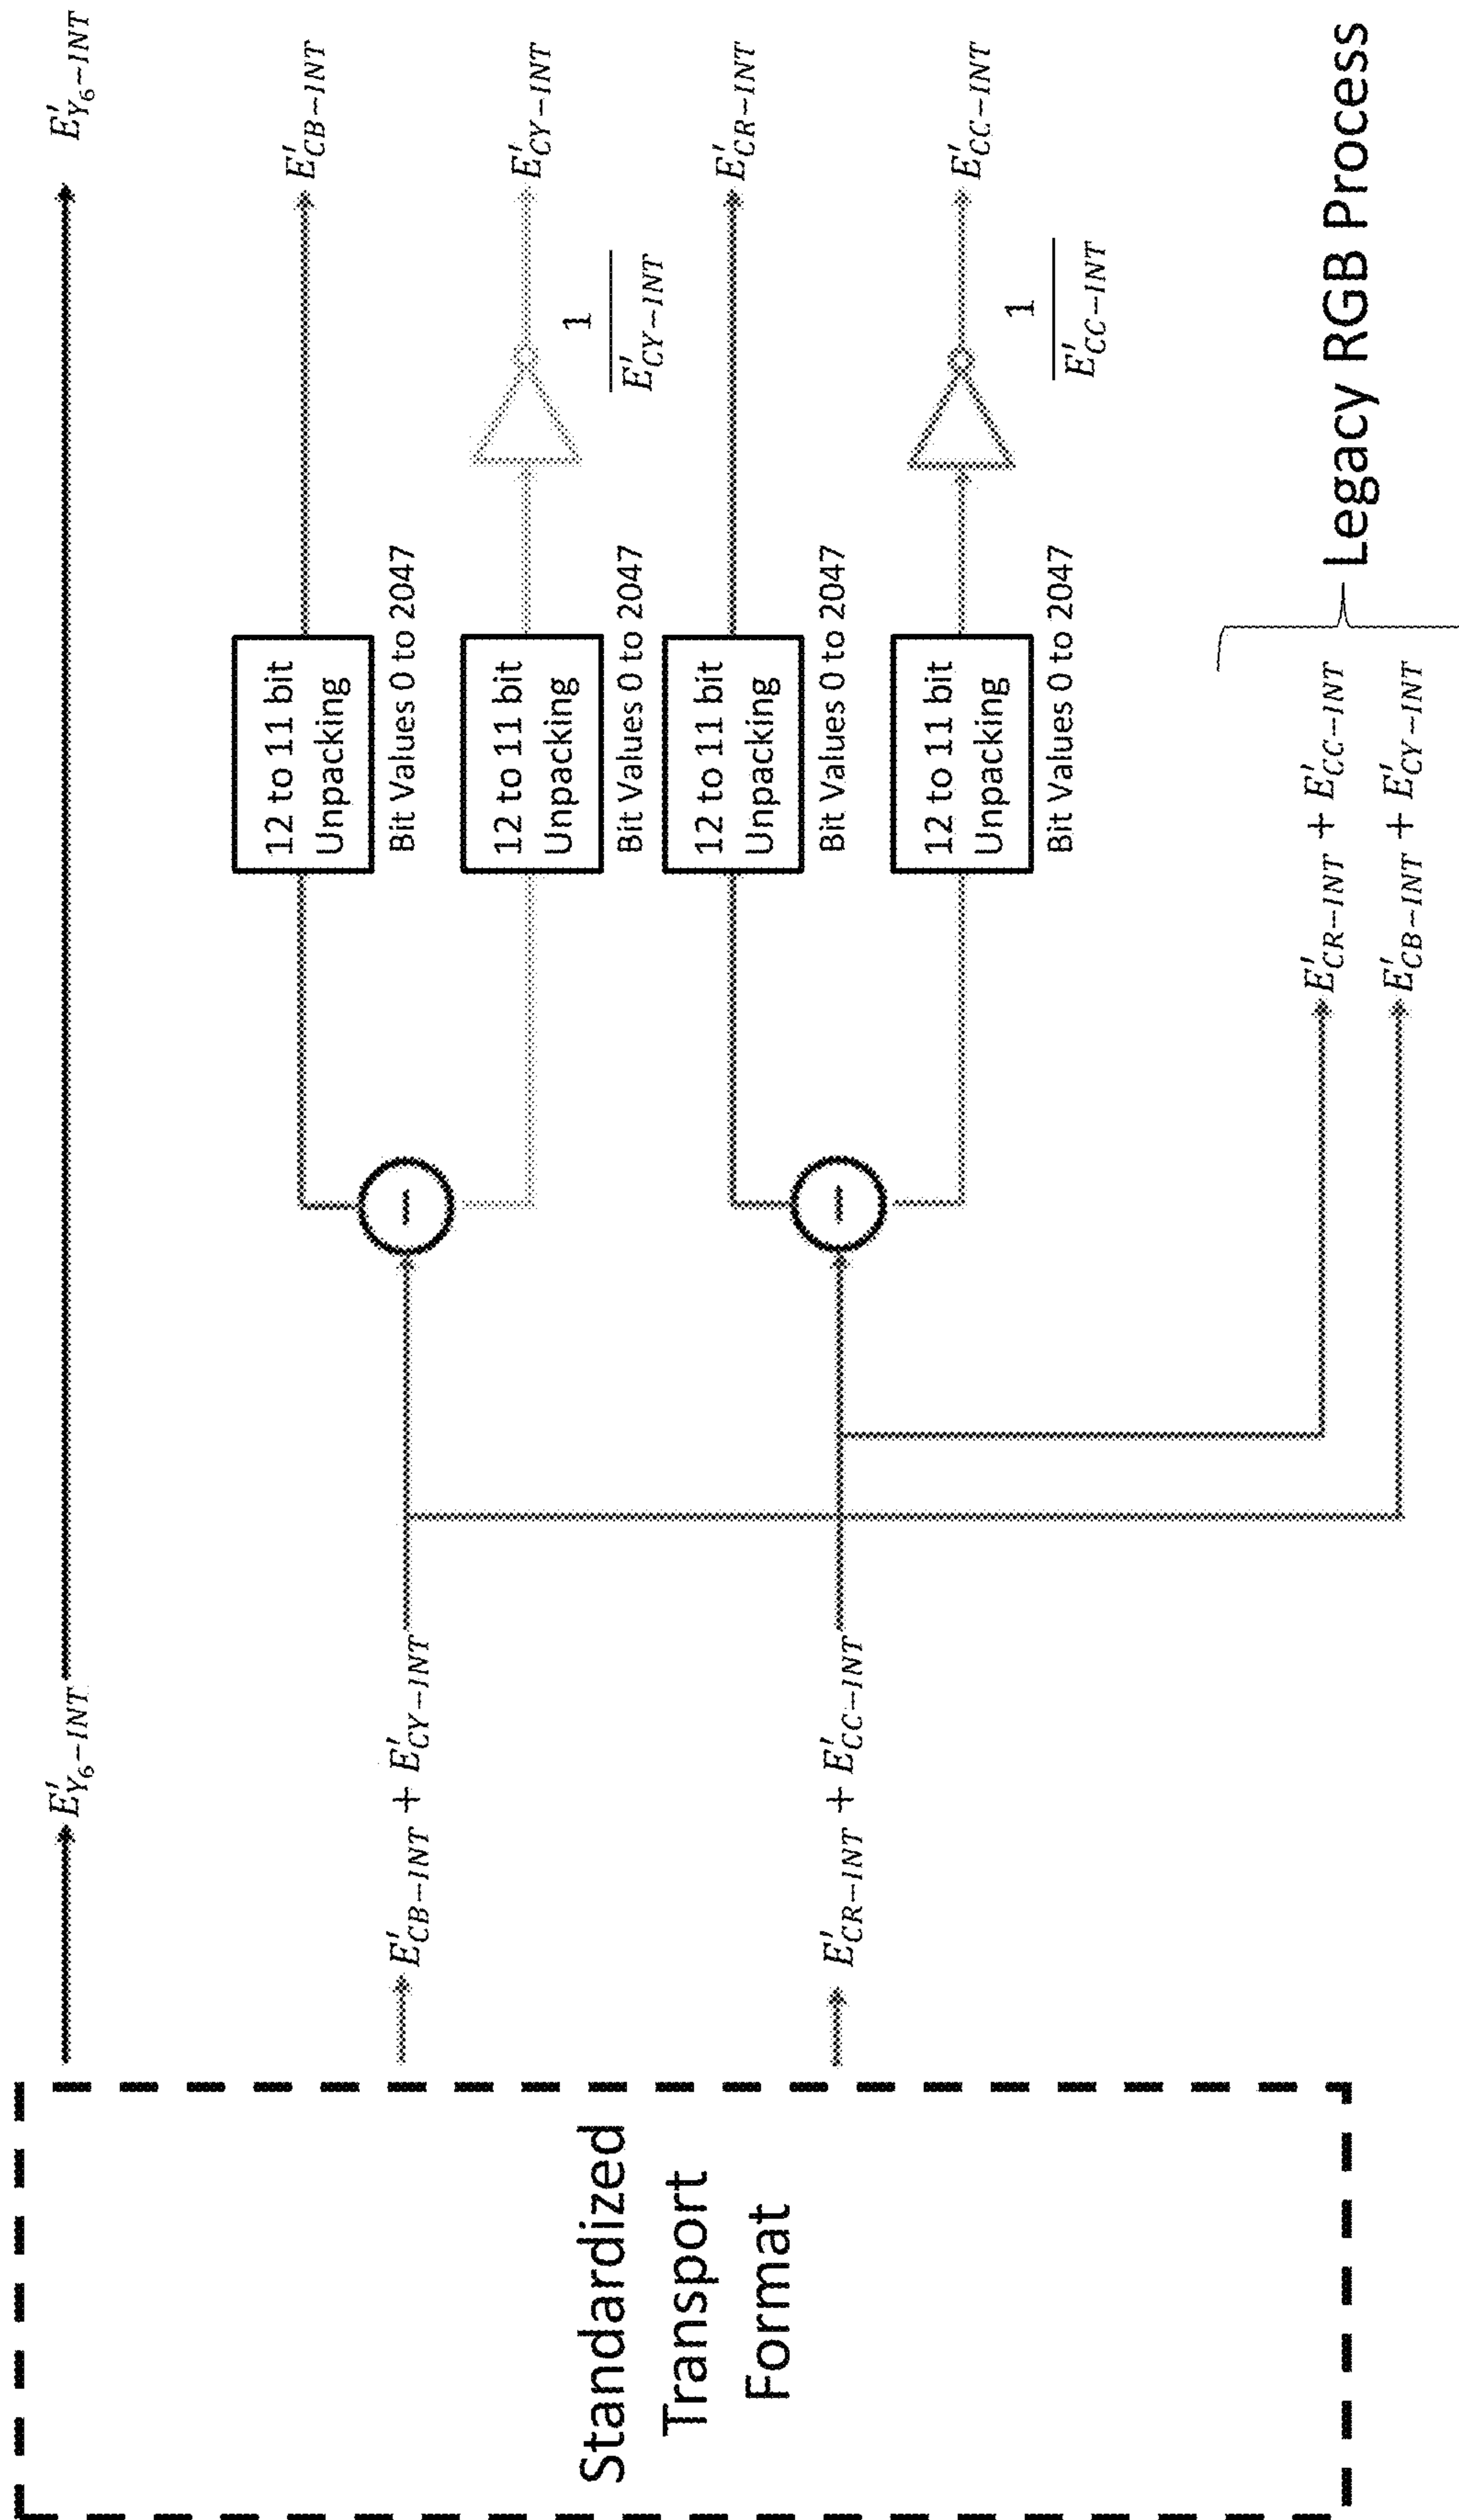 Standardized
Transport
Format
E'Y6−INT
E'Y6−INT
E'CB−INT + E'CY−INT
E'CR−INT + E'CC−INT
12 to 11 bit
Unpacking
Bit Values 0 to 2047
E'CB−INT
12 to 11 bit
Unpacking
Bit Values 0 to 2047
1
E'CY−INT
E'CY−INT
12 to 11 bit
Unpacking
Bit Values 0 to 2047
E'CR−INT
12 to 11 bit
Unpacking
Bit Values 0 to 2047
1
E'CC−INT
E'CC−INT
−
−
E'CR−INT + E'CC−INT
E'CB−INT + E'CY−INT
Legacy RGB Process